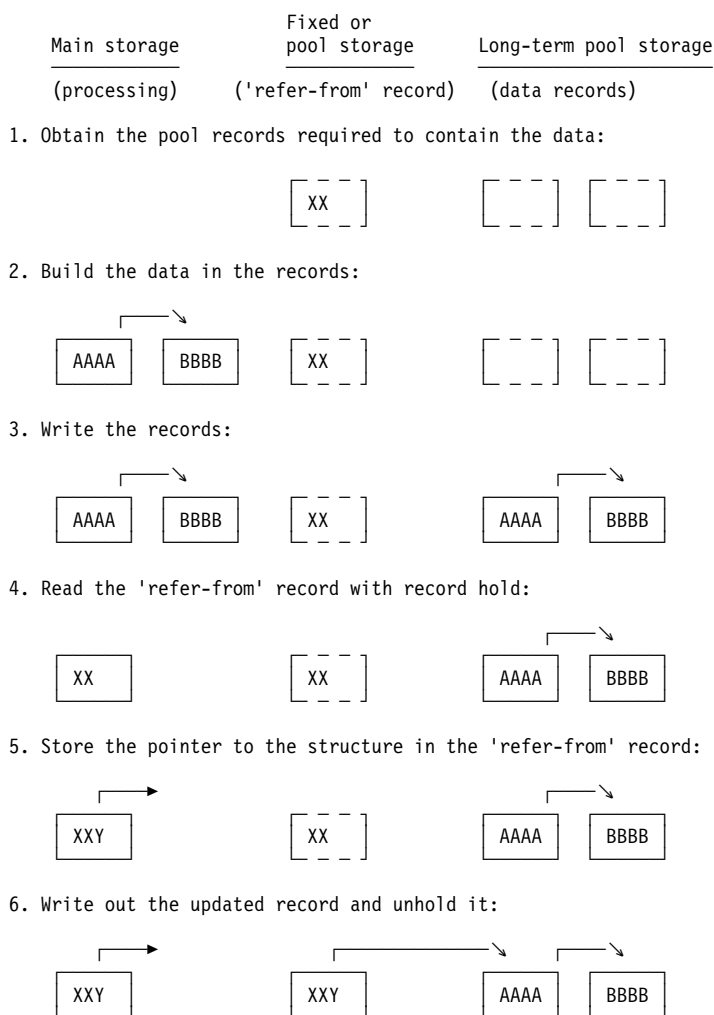 Fixed or
Main storage pool storage Long-term pool storage
(processing) ('refer-from' record) (data records)
1. Obtain the pool records required to contain the data:
XX
2. Build the data in the records:
AAAA BBBB XX
3. Write the records:
AAAA BBBB XX AAAA BBBB
4. Read the 'refer-from' record with record hold:
XX XX AAAA BBBB
5. Store the pointer to the structure in the 'refer-from' record:
XXY XX AAAA BBBB
6. Write out the updated record and unhold it:
XXY XXY AAAA BBBB